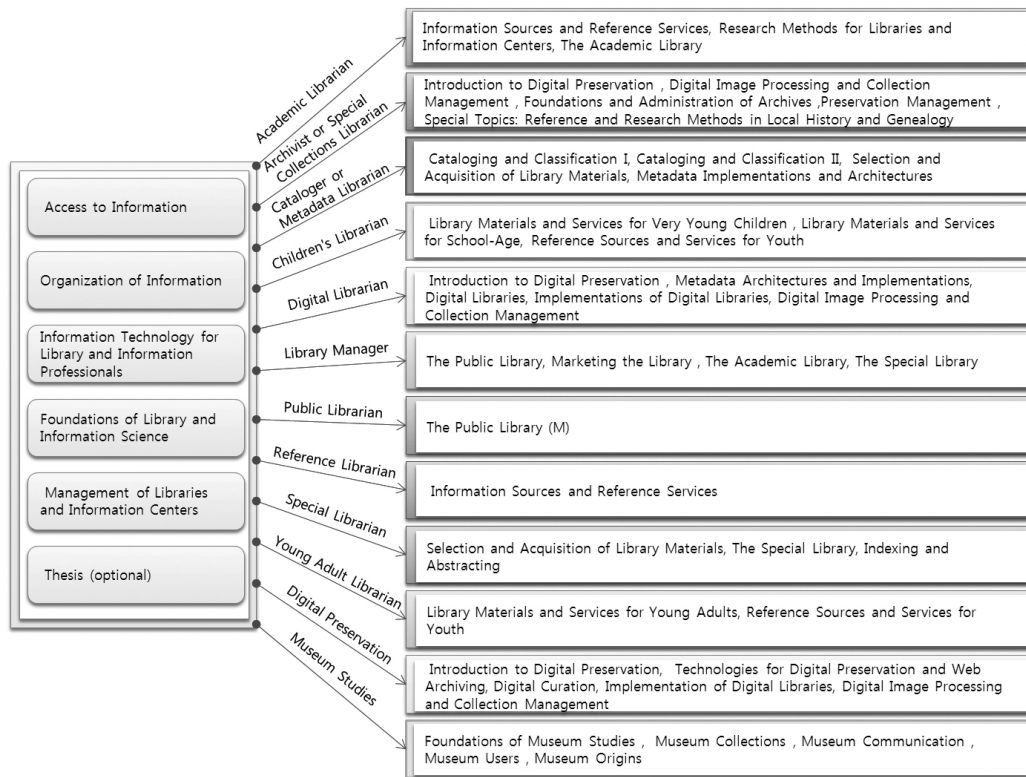 Access to Information
Organization of Information
Information Technology for
Library and Information
Professionals
Foundations of Library and
Information Science
Management of Libraries
and Information Centers
Thesis (optional)
Academic Librarian
Information Sources and Reference Services, Research Methods for Libraries and
Information Centers, The Academic Library
Archivist or Special
Collections Librarian
Introduction to Digital Preservation , Digital Image Processing and Collection
Management , Foundations and Administration of Archives ,Preservation Management ,
Special Topics: Reference and Research Methods in Local History and Genealogy
Cataloger or
Metadata Librarian
Cataloging and Classification I, Cataloging and Classification II, Selection and
Acquisition of Library Materials, Metadata Implementations and Architectures
Children's Librarian
Library Materials and Services for Very Young Children , Library Materials and Services
for School-Age, Reference Sources and Services for Youth
Digital Librarian
Introduction to Digital Preservation , Metadata Architectures and Implementations,
Digital Libraries, Implementations of Digital Libraries, Digital Image Processing and
Collection Management
Library Manager
The Public Library, Marketing the Library , The Academic Library, The Special Library
Public Librarian
The Public Library (M)
Reference Librarian
Information Sources and Reference Services
Special Librarian
Selection and Acquisition of Library Materials, The Special Library, Indexing and
Abstracting
Young Adult Librarian
Library Materials and Services for Young Adults, Reference Sources and Services for
Youth
Digital Preservation
Introduction to Digital Preservation, Technologies for Digital Preservation and Web
Archiving, Digital Curation, Implementation of Digital Libraries, Digital Image Processing
and Collection Management
Museum Studies
Foundations of Museum Studies , Museum Collections , Museum Communication ,
Museum Users , Museum Origins